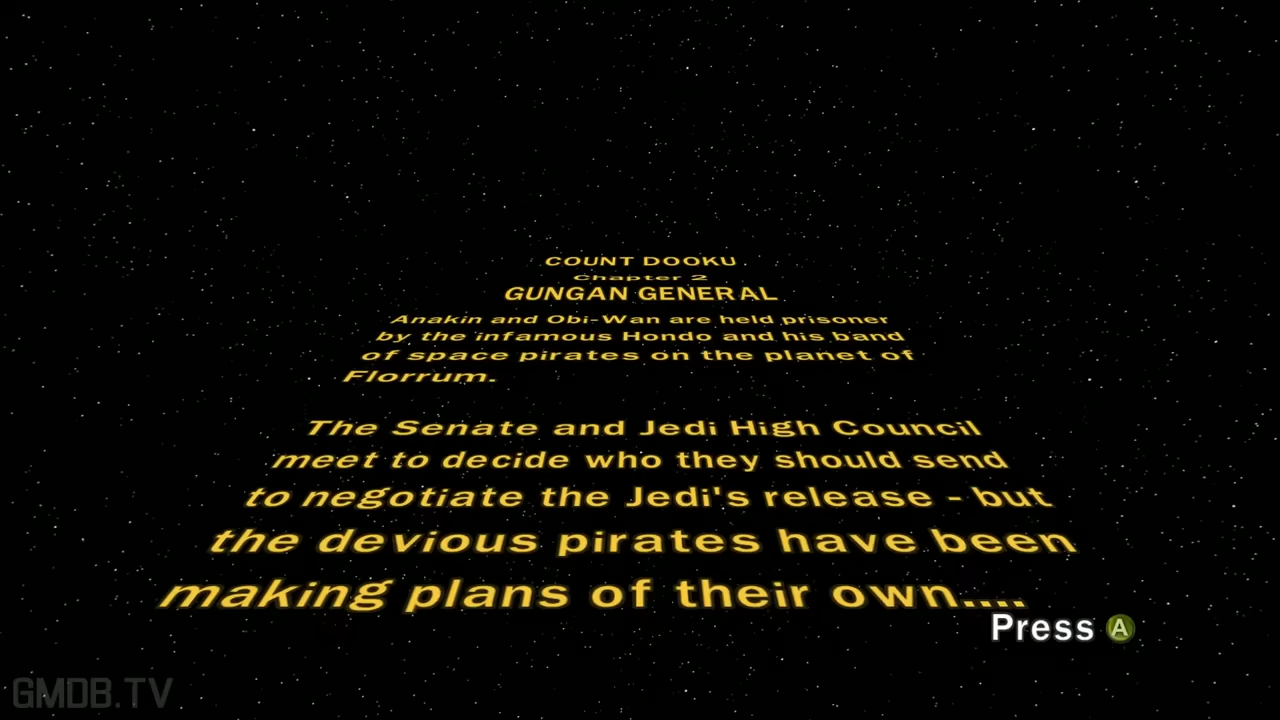 COUNT DOOKU
Chapter 2
GUNGAN GENERAL
Anakin and Obi-Wan are held prisoner
by the infamous Hondo and his band
of space pirates on the planet of
Florrum.
The Senate and Jedi High Council
meet to decide who they should send
to negotiate the Jedi's release - but
the devious pirates have been
making plans of their own....
Press A
GMDB.TV